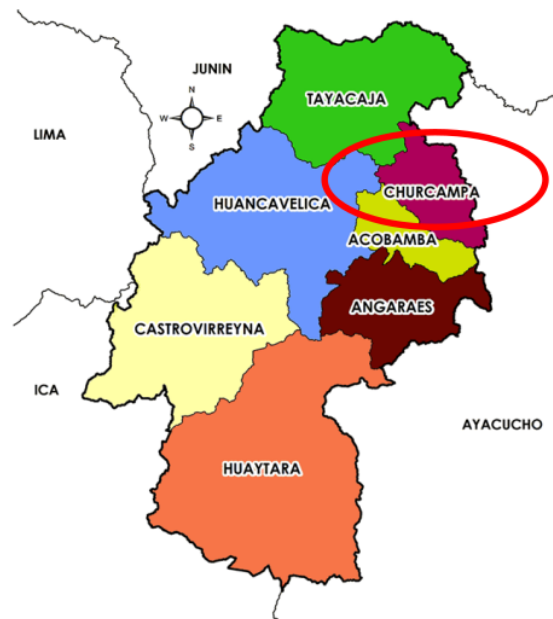 JUNIN
TAYACAJA
N
W E
S
LIMA
CHURCAMPA
HUANCAVELICA
ACOBAMBA
ANGARAES
CASTROVIRREYNA
ICA
AYACUCHO
HUAYTARA